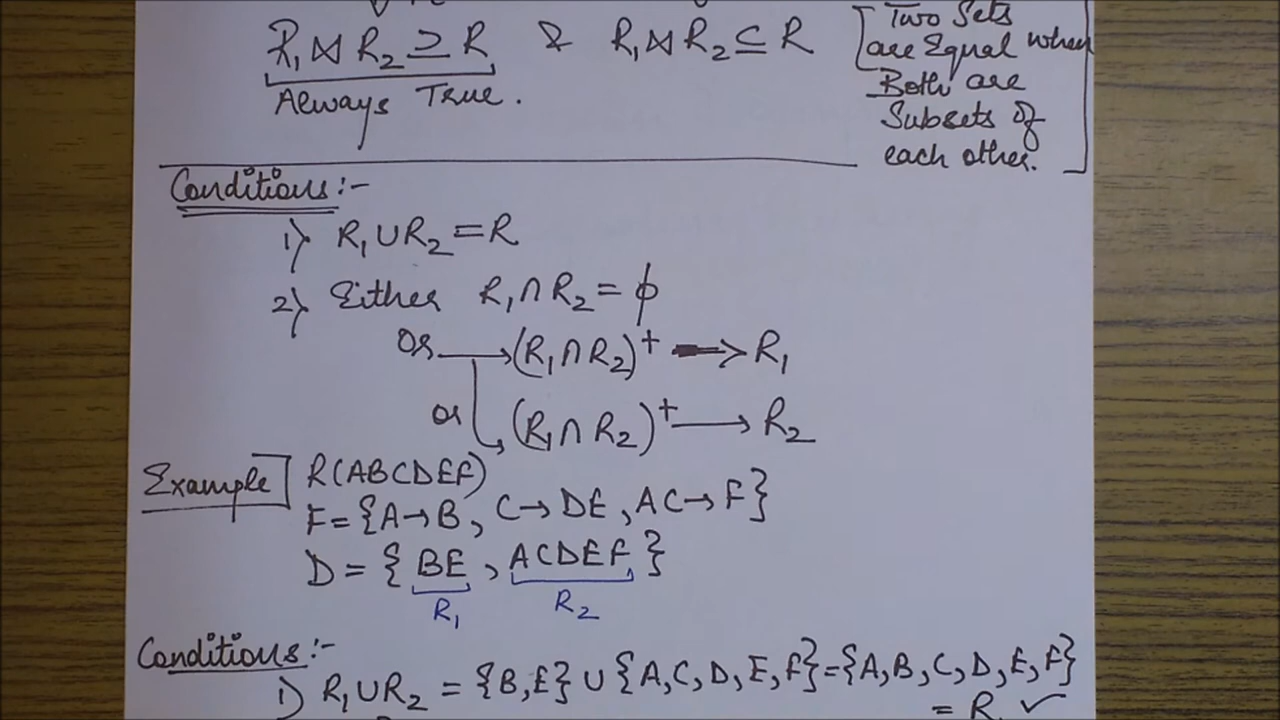 R₁⋈R₂⊇R & R₁⋈R₂⊆R
Always True.
[Two Sets
are Equal when
Both are
Subsets of
each other.]
Conditions:-
1) R₁∪R₂=R
2) Either R₁∩R₂=ϕ
Or →(R₁∩R₂)⁺ → R₁
or (R₁∩R₂)⁺ → R₂
Example R(ABCDEF)
F={A→B, C→DE, AC→F}
D={BE, ACDEF}
R₁ R₂
Conditions:-
1) R₁∪R₂ = {B,E} ∪ {A,C,D,E,F}={A,B,C,D,E,F}
= R ✓